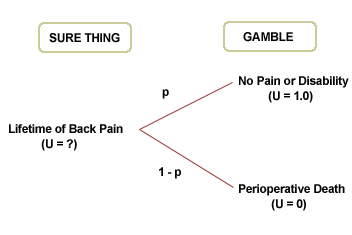 SURE THING
GAMBLE
p
No Pain or Disability
(U = 1.0)
Lifetime of Back Pain
(U = ?)
1 - p
Perioperative Death
(U = 0)